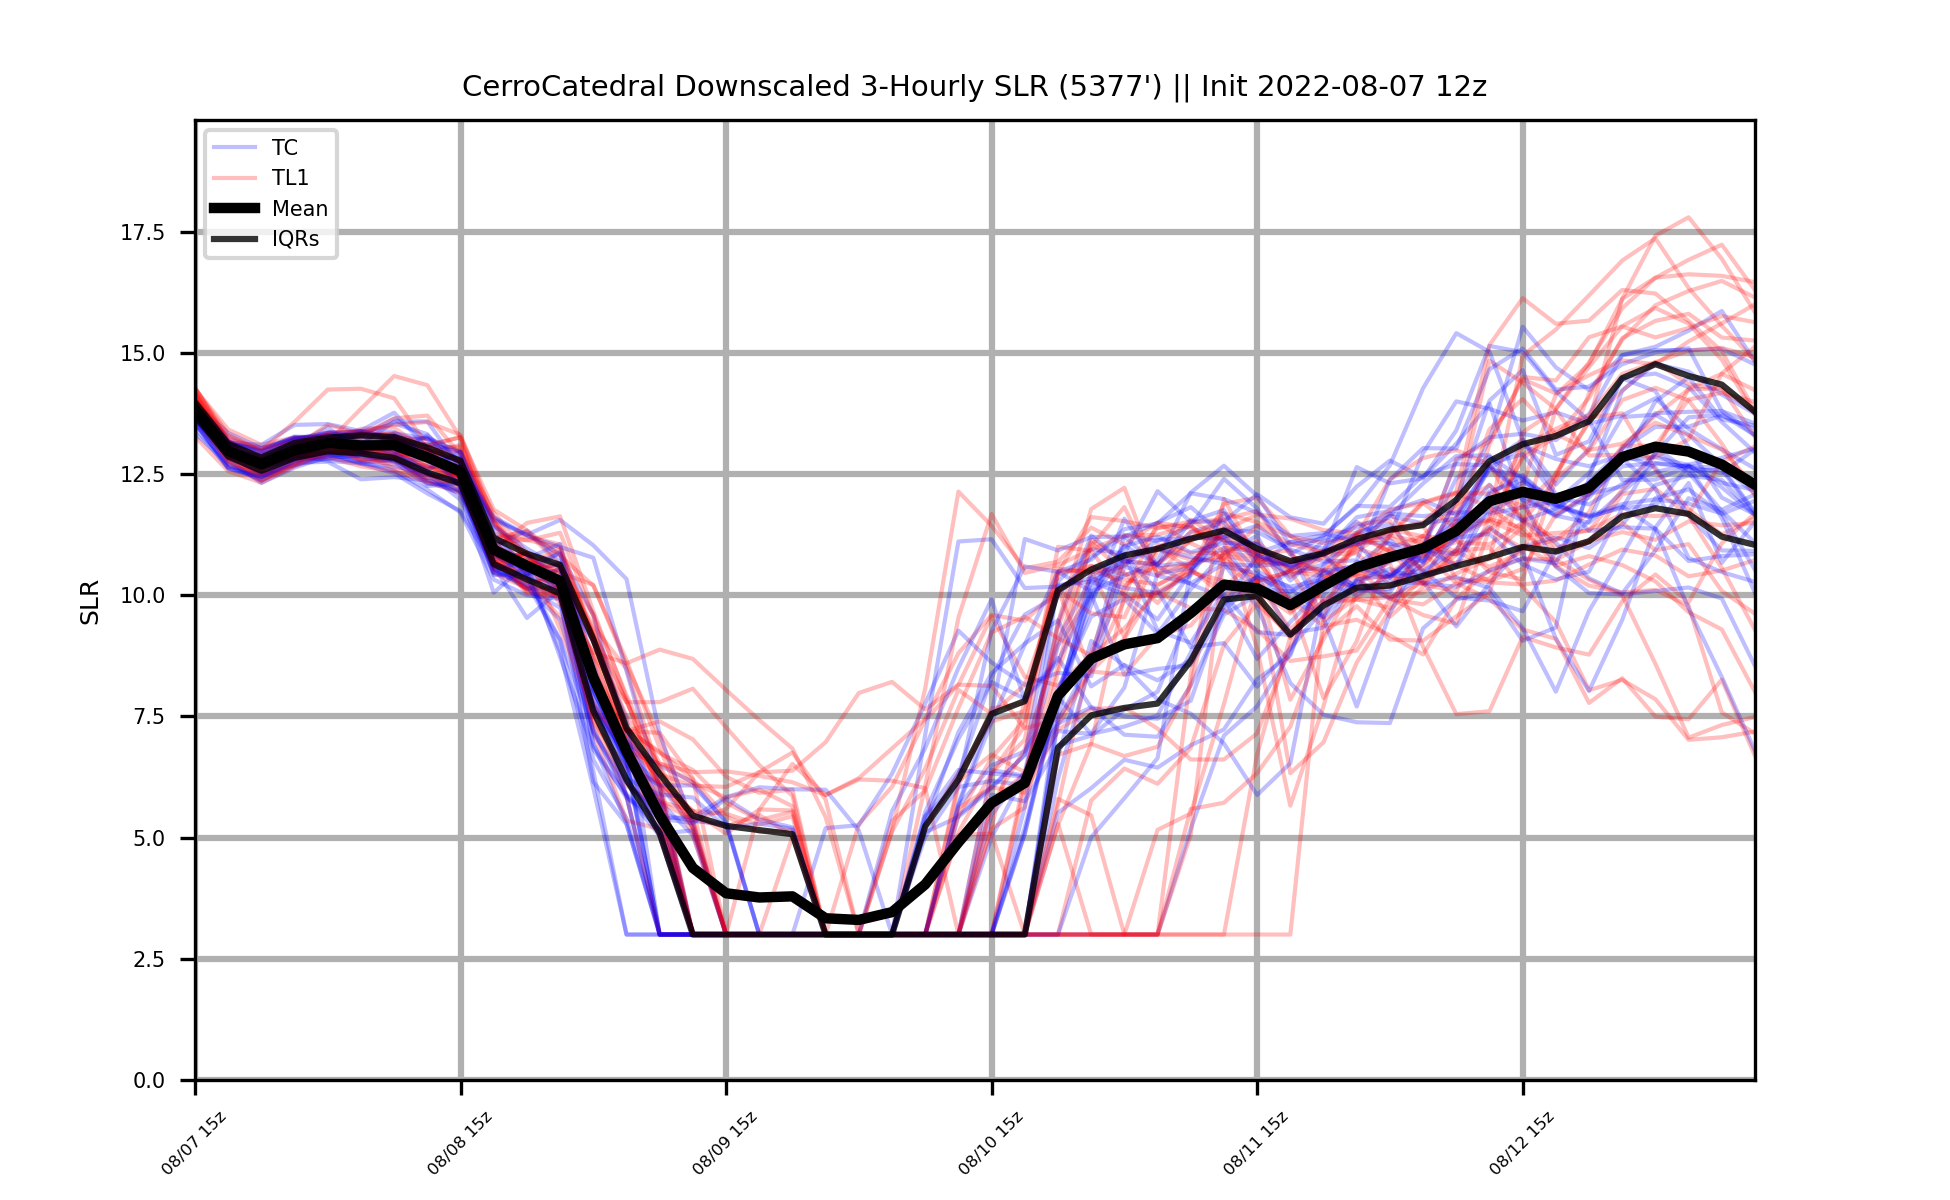 CerroCatedral Downscaled 3-Hourly SLR (5377') || Init 2022-08-07 12z
TC
TL1
Mean
IQRs
SLR
17.5
15.0
12.5
10.0
7.5
5.0
2.5
0.0
08/07 15z
08/08 15z
08/09 15z
08/10 15z
08/11 15z
08/12 15z